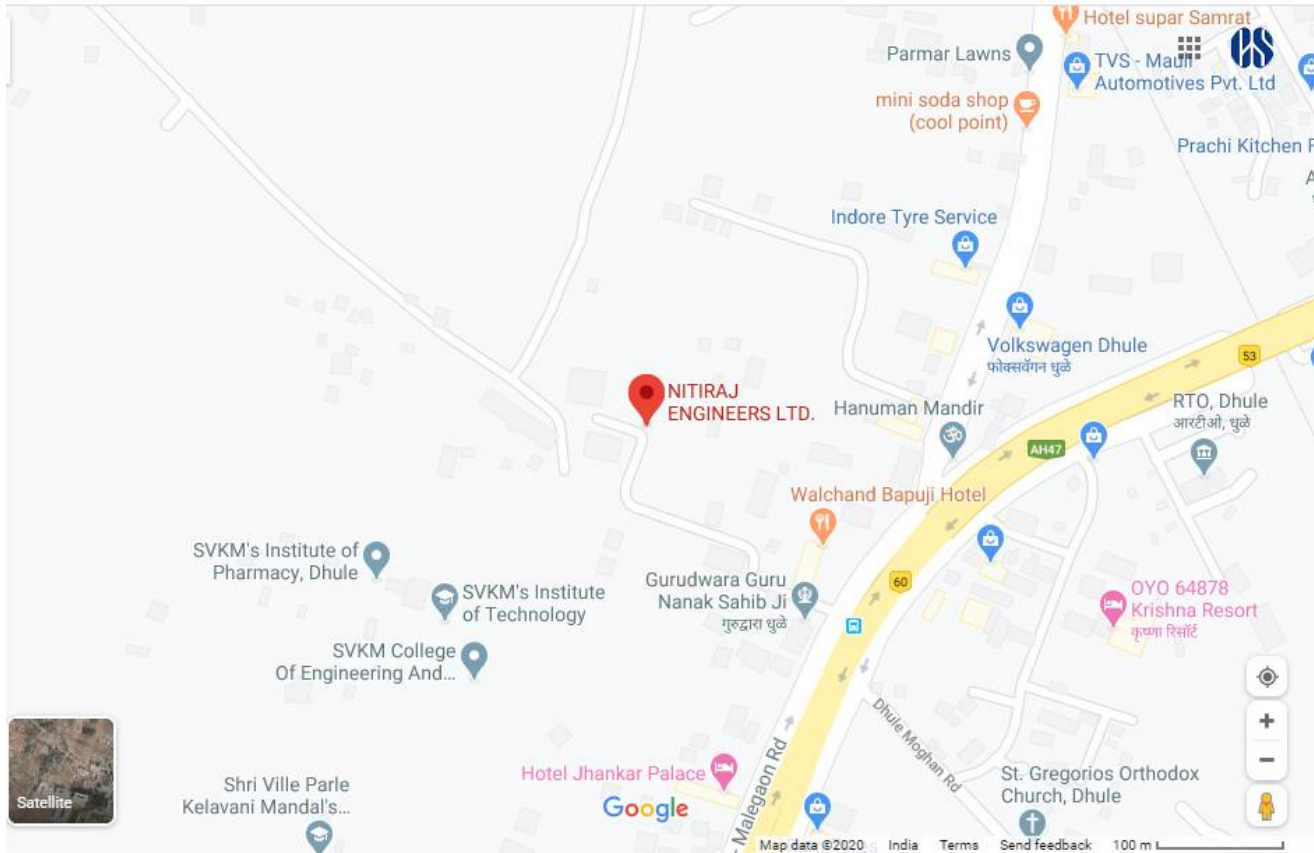 Hotel supar Samrat
Parmar Lawns
TVS - Mauli
Automotives Pvt. Ltd
mini soda shop
(cool point)
Prachi Kitchen
Indore Tyre Service
Volkswagen Dhule
फोक्सवॅगन धुळे
53
NITIRAJ
ENGINEERS LTD.
Hanuman Mandir
RTO, Dhule
आरटीओ, धुळे
AH47
Walchand Bapuji Hotel
SVKM's Institute of
Pharmacy, Dhule
60
Gurudwara Guru
Nanak Sahib Ji
गुरुद्वारा धुळे
SVKM's Institute
of Technology
OYO 64878
Krishna Resort
कृष्णा रिसॉर्ट
SVKM College
Of Engineering And...
Dhule Moghan Rd
- Malegaon Rd
Hotel Jhankar Palace
St. Gregorios Orthodox
Church, Dhule
Shri Ville Parle
Kelavani Mandal's...
Satellite
Google
Map data ©2020
India
Terms
Send feedback
100 m